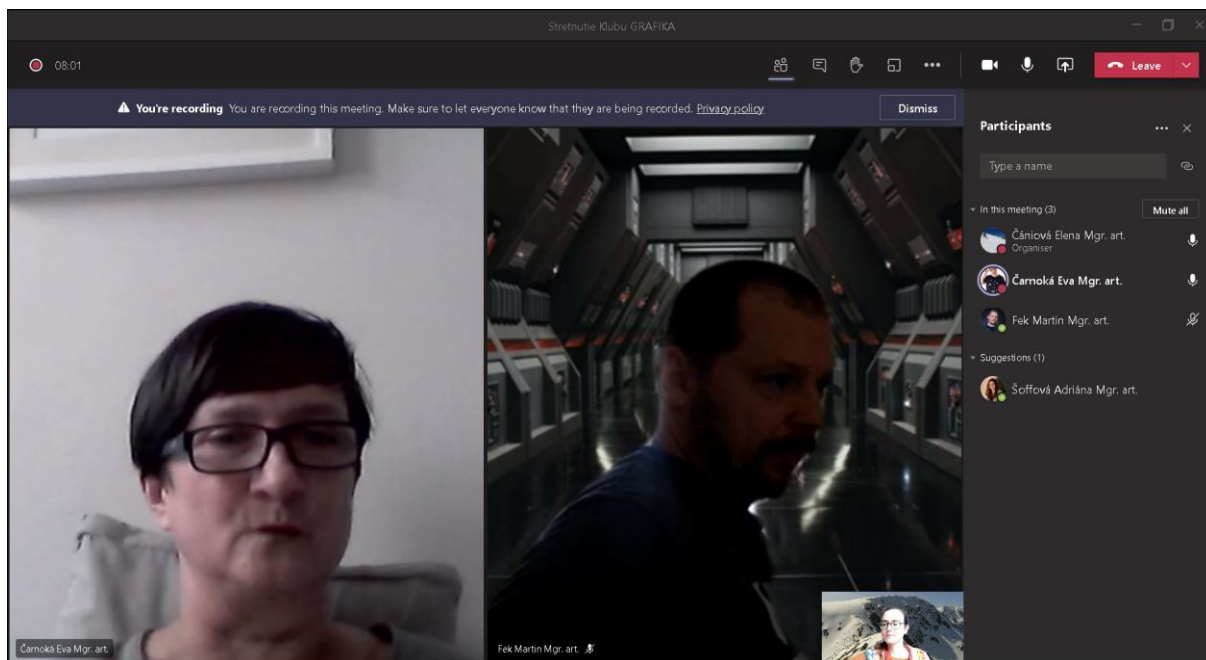 Stretnutie Klubu GRAFIKA
08:01
Leave
You're recording You are recording this meeting. Make sure to let everyone know that they are being recorded. Privacy policy
Dismiss
Participants
Type a name
In this meeting (3)
Mute all
Čániová Elena Mgr. art.
Organiser
Čarnoká Eva Mgr. art.
Fek Martin Mgr. art.
Suggestions (1)
Šoffová Adriána Mgr. art.
Čarnoká Eva Mgr. art.
Fek Martin Mgr. art.